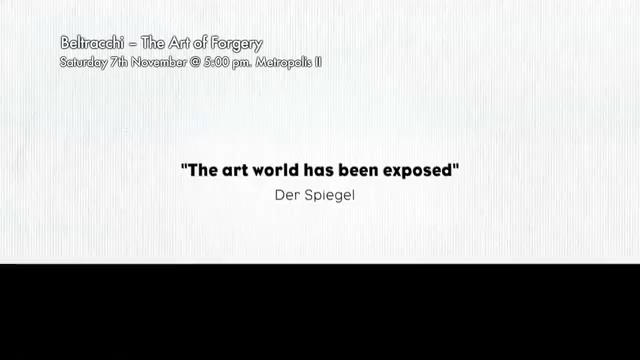 Beltracchi – The Art of Forgery
Saturday 7th November @ 5:00 pm. Metropolis II
"The art world has been exposed"
Der Spiegel